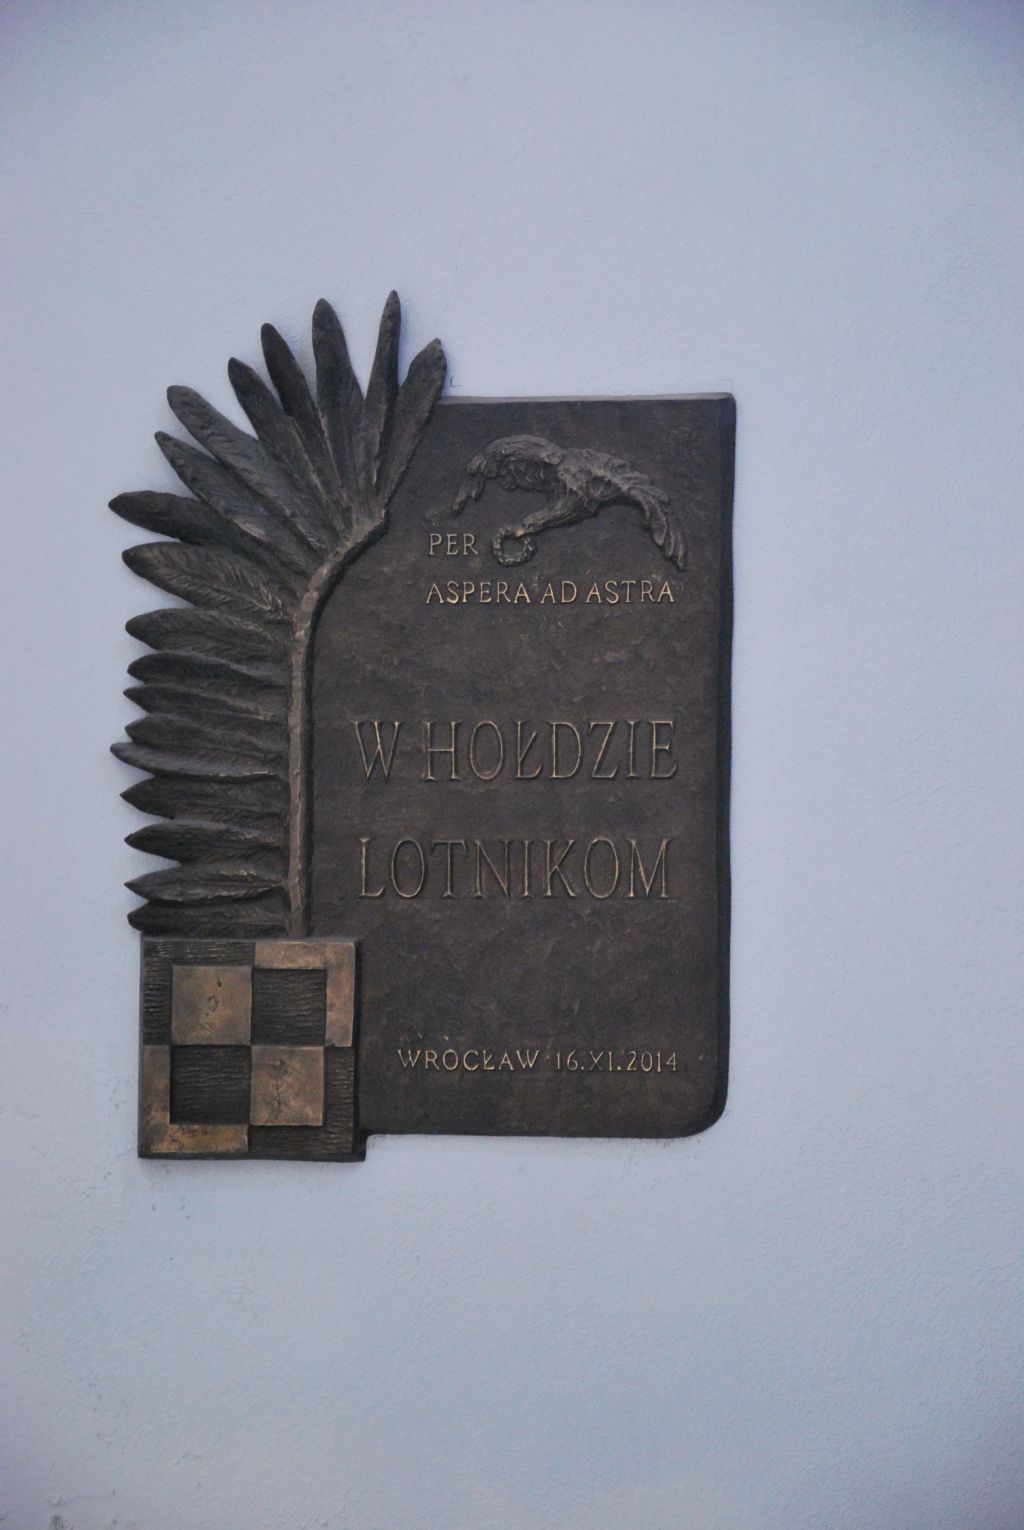 PER
ASPERA AD ASTRA
W HOŁDZIE
LOTNIKOM
WROCŁAW 16.XI.2014